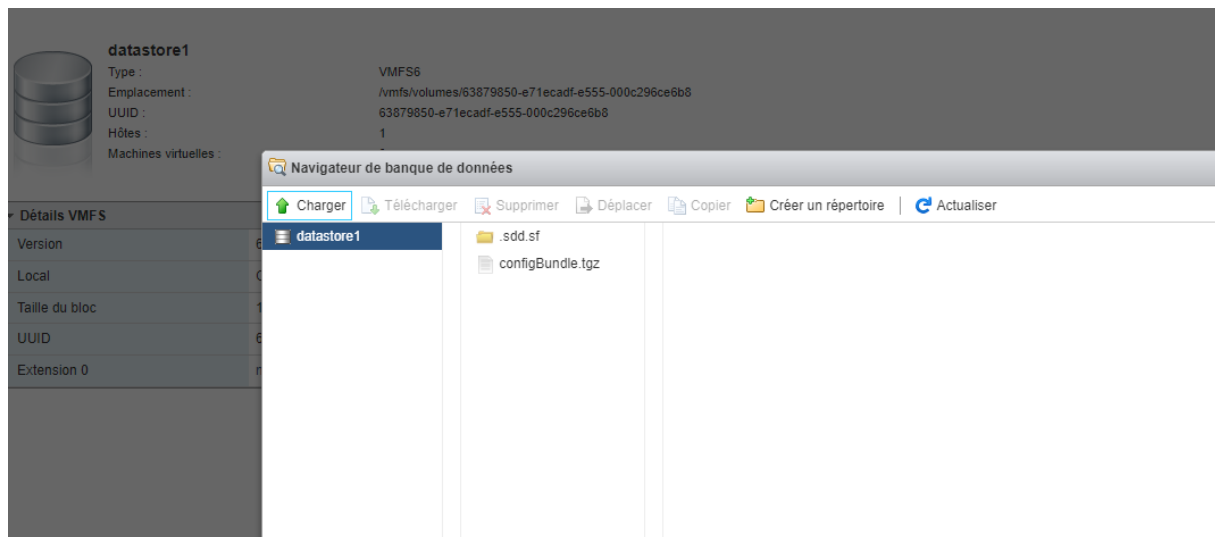 datastore1
Type : VMFS6
Emplacement : /vmfs/volumes/63879850-e71ecadf-e555-000c296ce6b8
UUID : 63879850-e71ecadf-e555-000c296ce6b8
Hôtes : 1
Machines virtuelles :
Navigateur de banque de données
Charger Télécharger Supprimer Déplacer Copier Créer un répertoire Actualiser
datastore1 .sdd.sf
configBundle.tgz
Détails VMFS
Version
Local
Taille du bloc
UUID
Extension 0